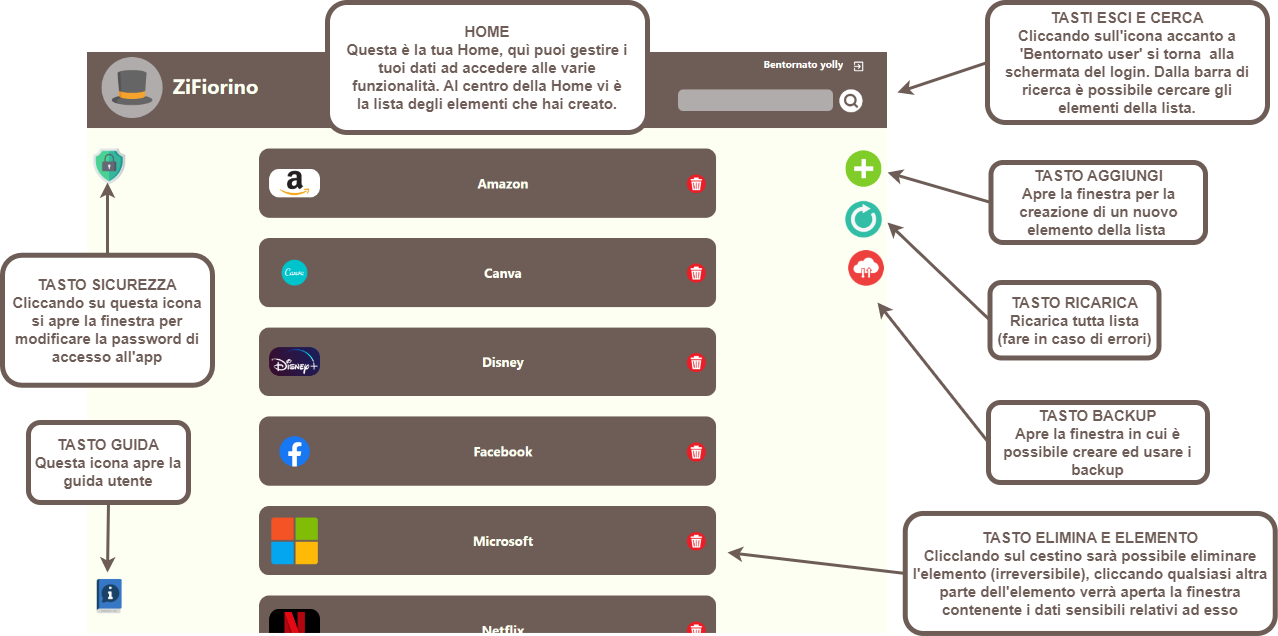 HOME
Questa è la tua Home, quì puoi gestire i
tuoi dati ad accedere alle varie
funzionalità. Al centro della Home vi è
la lista degli elementi che hai creato.
TASTI ESCI E CERCA
Cliccando sull'icona accanto a
'Bentornato user' si torna alla
schermata del login. Dalla barra di
ricerca è possibile cercare gli
elementi della lista.
ZiFiorino
Bentornato yolly
TASTO AGGIUNGI
Apre la finestra per la
creazione di un nuovo
elemento della lista
a
Amazon
TASTO SICUREZZA
Cliccando su questa icona
si apre la finestra per
modificare la password di
accesso all'app
Canva
Canva
TASTO RICARICA
Ricarica tutta lista
(fare in caso di errori)
Disney+
Disney
TASTO BACKUP
Apre la finestra in cui è
possibile creare ed usare i
backup
TASTO GUIDA
Questa icona apre la
guida utente
f
Facebook
Microsoft
TASTO ELIMINA E ELEMENTO
Clicclando sul cestino sarà possibile eliminare
l'elemento (irreversibile), cliccando qualsiasi altra
parte dell'elemento verrà aperta la finestra
contenente i dati sensibili relativi ad esso
i
N
Netflix